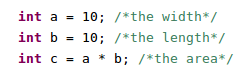 int a = 10; /*the width*/
int b = 10; /*the length*/
int c = a * b; /*the area*/